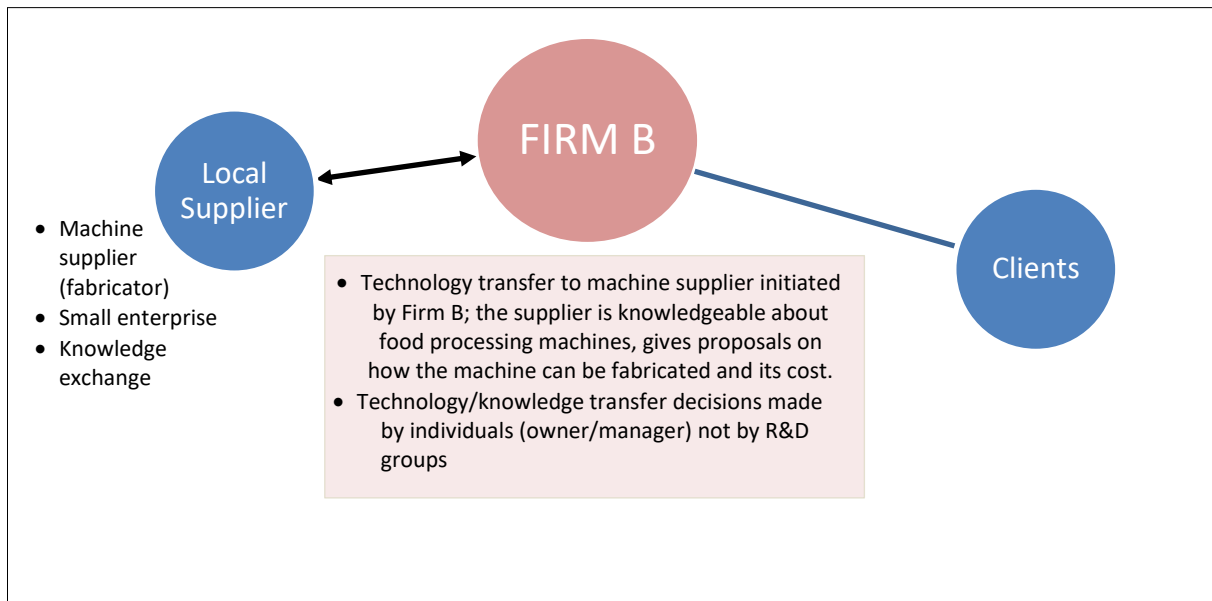 FIRM B
Local
Supplier
• Machine
supplier
(fabricator)
• Small enterprise
• Knowledge
exchange
• Technology transfer to machine supplier initiated
by Firm B; the supplier is knowledgeable about
food processing machines, gives proposals on
how the machine can be fabricated and its cost.
• Technology/knowledge transfer decisions made
by individuals (owner/manager) not by R&D
groups
Clients